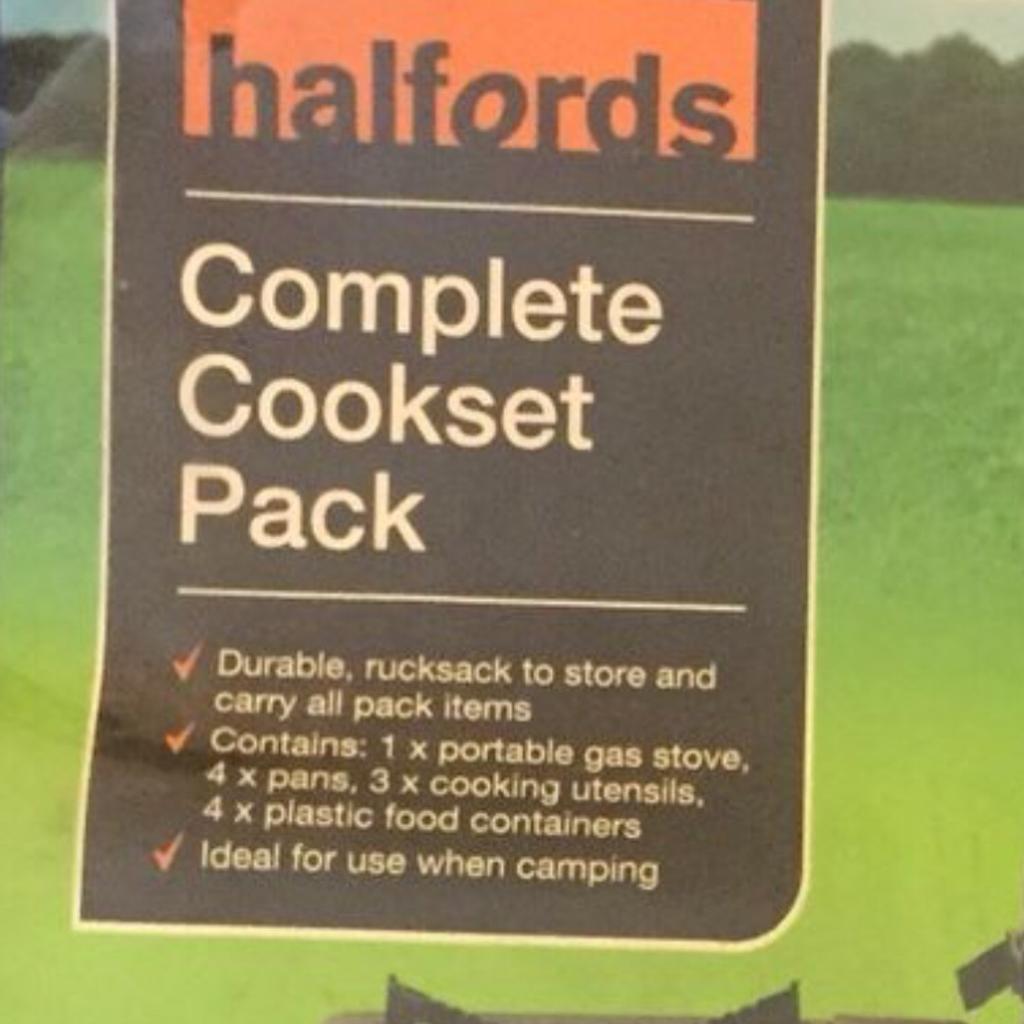 halfords
Complete
Cookset
Pack
Durable, rucksack to store and
carry all pack items
Contains: 1 x portable gas stove,
4 x pans, 3 x cooking utensils,
4 x plastic food containers
Ideal for use when camping